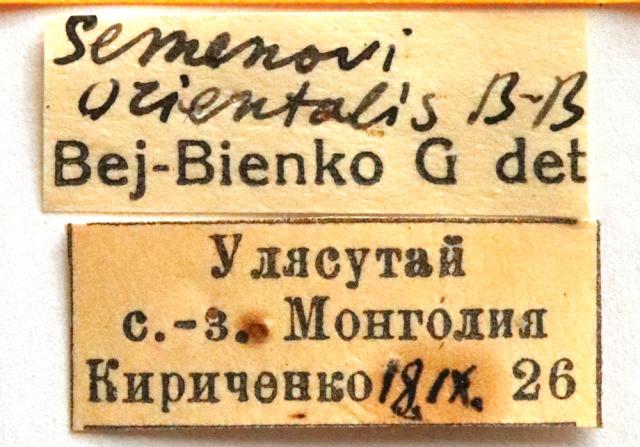 Semenovi
orientalis B-B
Bej-Bienko G det
Улясутай
с.-з. Монголия
Кириченко 18.IX. 26